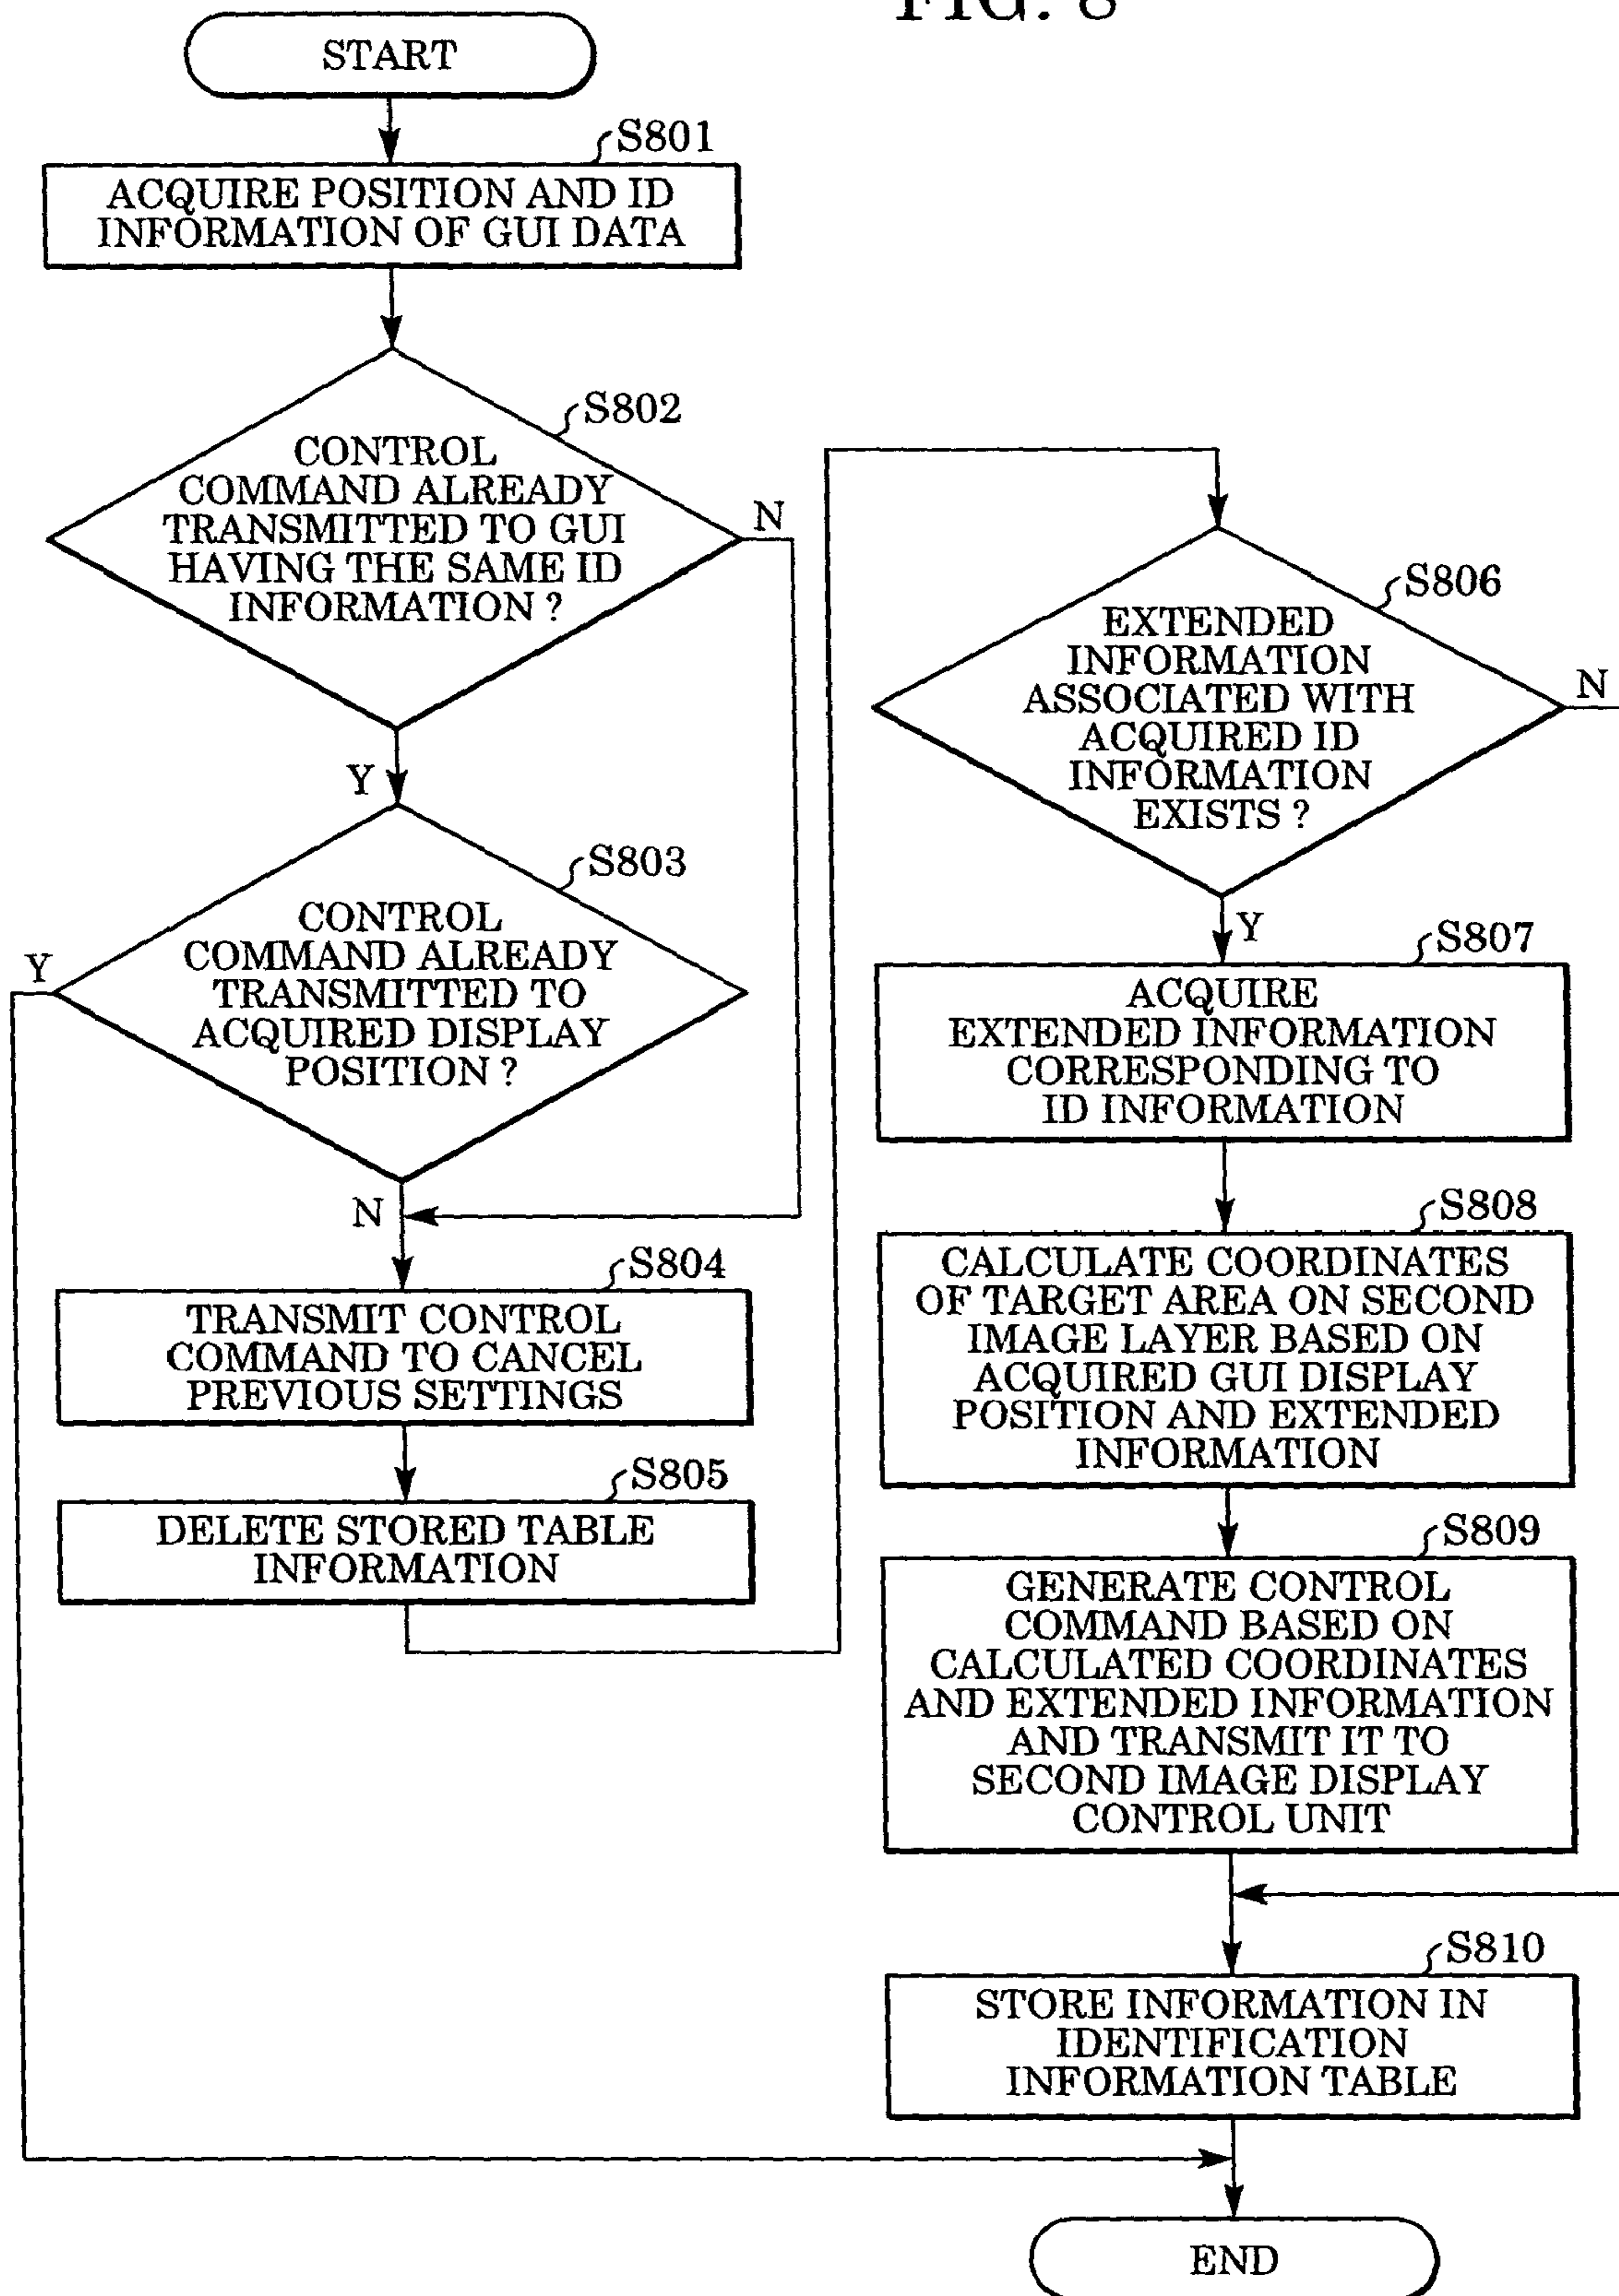 FIG. 8
START
S801
ACQUIRE POSITION AND ID
INFORMATION OF GUI DATA
S802
CONTROL
COMMAND ALREADY
TRANSMITTED TO GUI
HAVING THE SAME ID
INFORMATION ?
N
Y
S803
CONTROL
COMMAND ALREADY
TRANSMITTED TO
ACQUIRED DISPLAY
POSITION ?
Y
N
S804
TRANSMIT CONTROL
COMMAND TO CANCEL
PREVIOUS SETTINGS
S805
DELETE STORED TABLE
INFORMATION
S806
EXTENDED
INFORMATION
ASSOCIATED WITH
ACQUIRED ID
INFORMATION
EXISTS ?
N
Y
S807
ACQUIRE
EXTENDED INFORMATION
CORRESPONDING TO
ID INFORMATION
S808
CALCULATE COORDINATES
OF TARGET AREA ON SECOND
IMAGE LAYER BASED ON
ACQUIRED GUI DISPLAY
POSITION AND EXTENDED
INFORMATION
S809
GENERATE CONTROL
COMMAND BASED ON
CALCULATED COORDINATES
AND EXTENDED INFORMATION
AND TRANSMIT IT TO
SECOND IMAGE DISPLAY
CONTROL UNIT
S810
STORE INFORMATION IN
IDENTIFICATION
INFORMATION TABLE
END